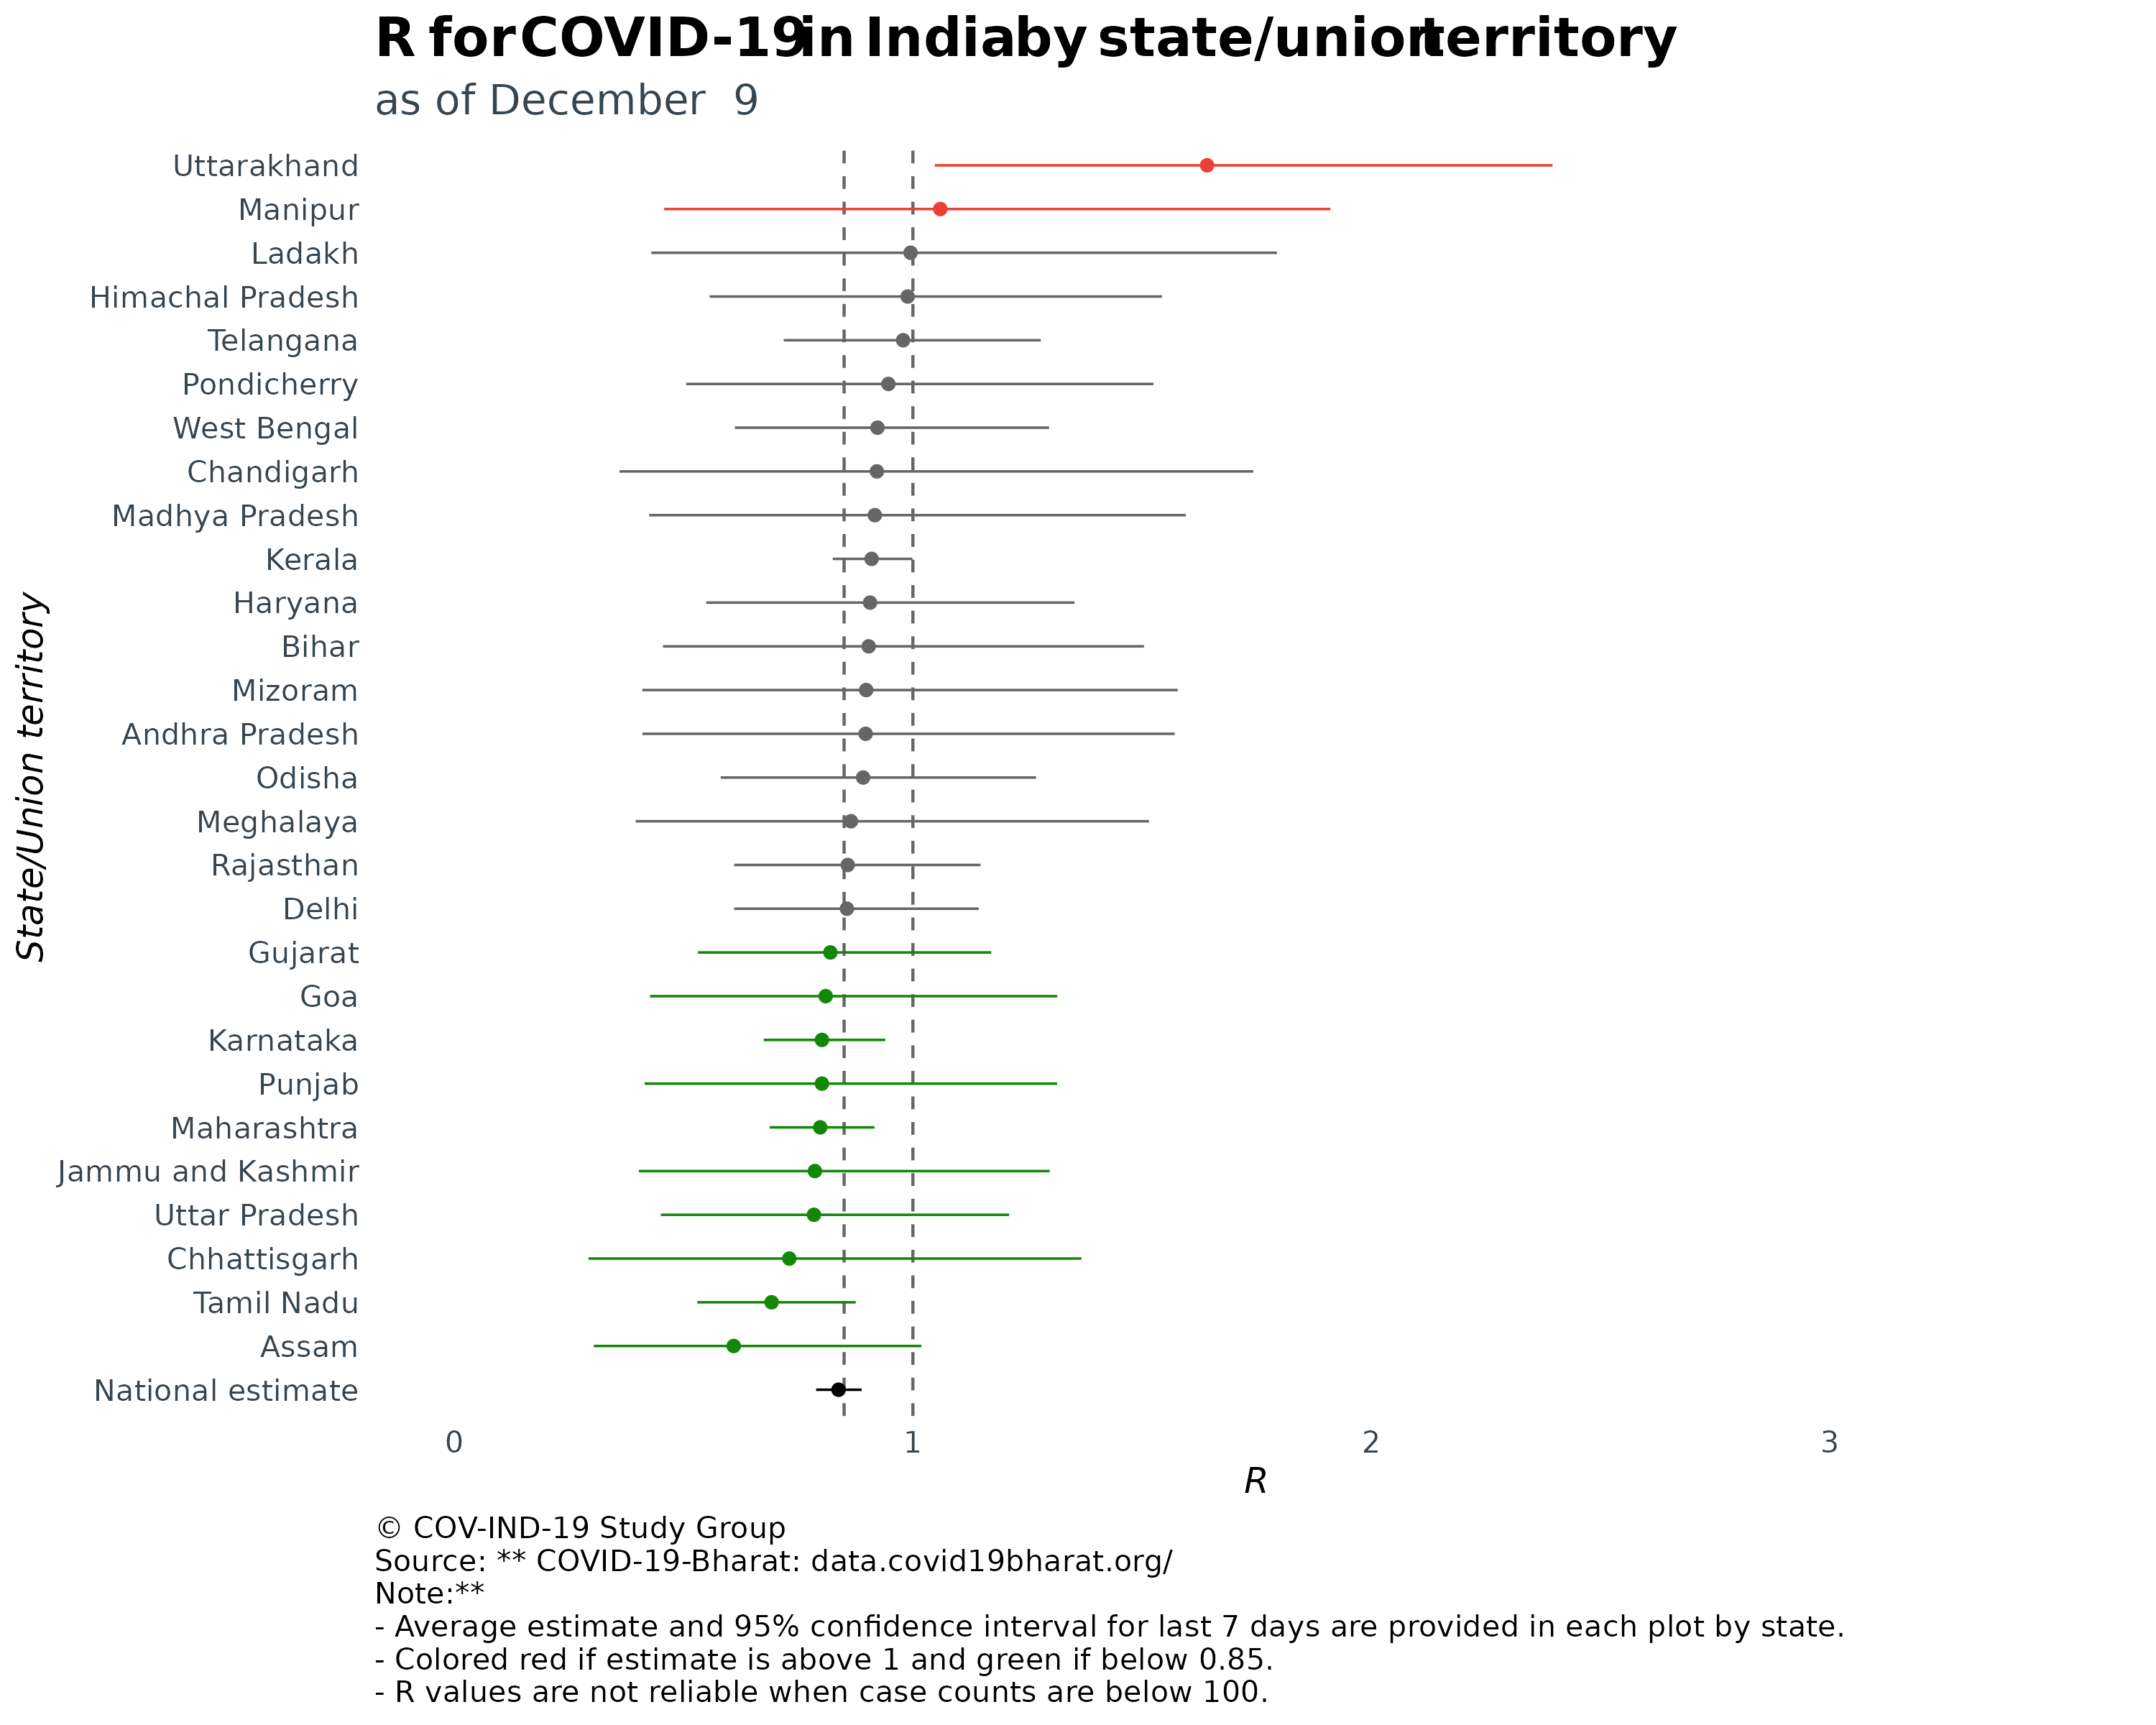 R for COVID-19 in India by state/union territory
as of December 9
Uttarakhand
Manipur
Ladakh
Himachal Pradesh
Telangana
Pondicherry
West Bengal
Chandigarh
Madhya Pradesh
Kerala
Haryana
Bihar
Mizoram
Andhra Pradesh
Odisha
Meghalaya
Rajasthan
Delhi
Gujarat
Goa
Karnataka
Punjab
Maharashtra
Jammu and Kashmir
Uttar Pradesh
Chhattisgarh
Tamil Nadu
Assam
National estimate
State/Union territory
0 1 2 3
R
© COV-IND-19 Study Group
Source: ** COVID-19-Bharat: data.covid19bharat.org/
Note:**
- Average estimate and 95% confidence interval for last 7 days are provided in each plot by state.
- Colored red if estimate is above 1 and green if below 0.85.
- R values are not reliable when case counts are below 100.